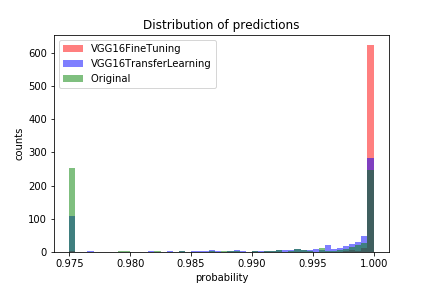 Distribution of predictions
VGG16FineTuning
VGG16TransferLearning
Original
counts
600
500
400
300
200
100
0
0.975 0.980 0.985 0.990 0.995 1.000
probability